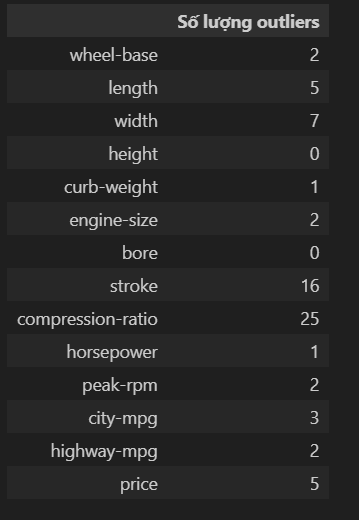 Số lượng outliers
wheel-base 2
length 5
width 7
height 0
curb-weight 1
engine-size 2
bore 0
stroke 16
compression-ratio 25
horsepower 1
peak-rpm 2
city-mpg 3
highway-mpg 2
price 5